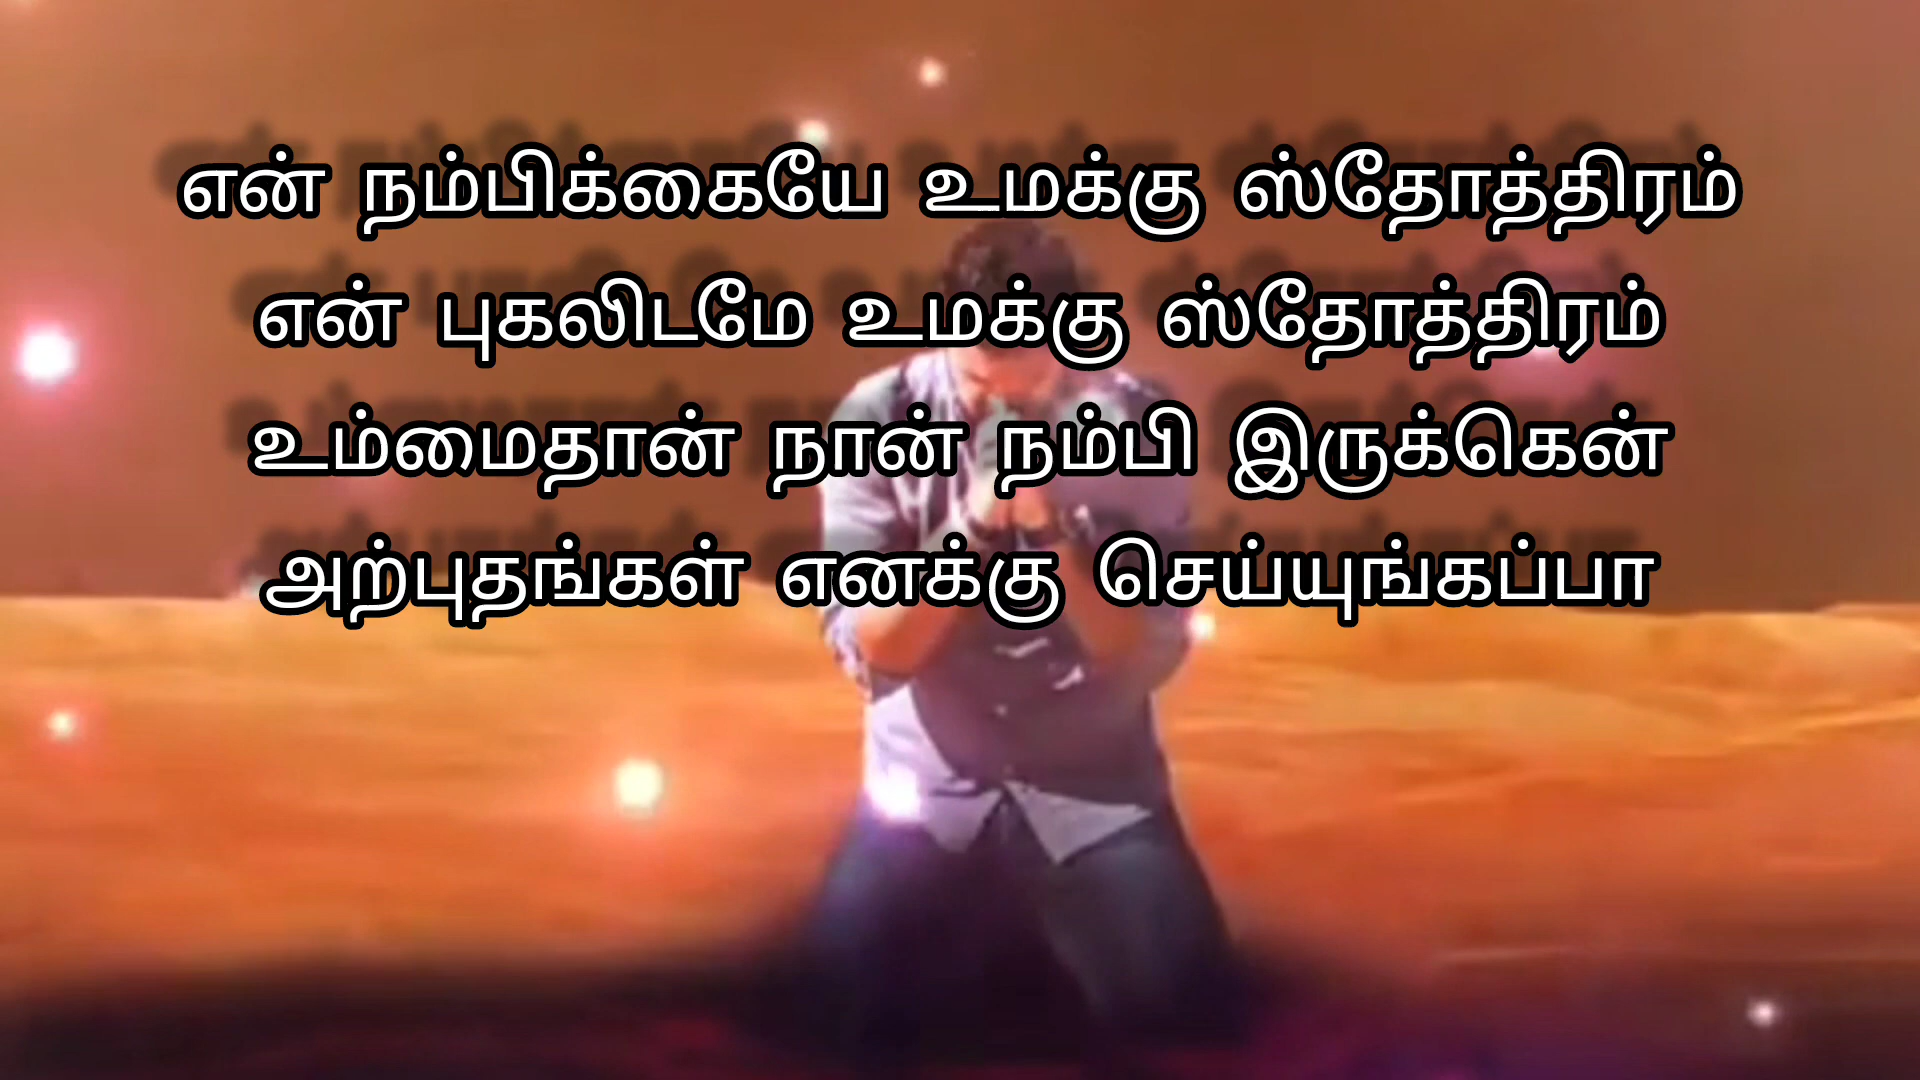 என் நம்பிக்கையே உமக்கு ஸ்தோத்திரம்
என் புகலிடமே உமக்கு ஸ்தோத்திரம்
உம்மைதான் நான் நம்பி இருக்கென்
அற்புதங்கள் எனக்கு செய்யுங்கப்பா